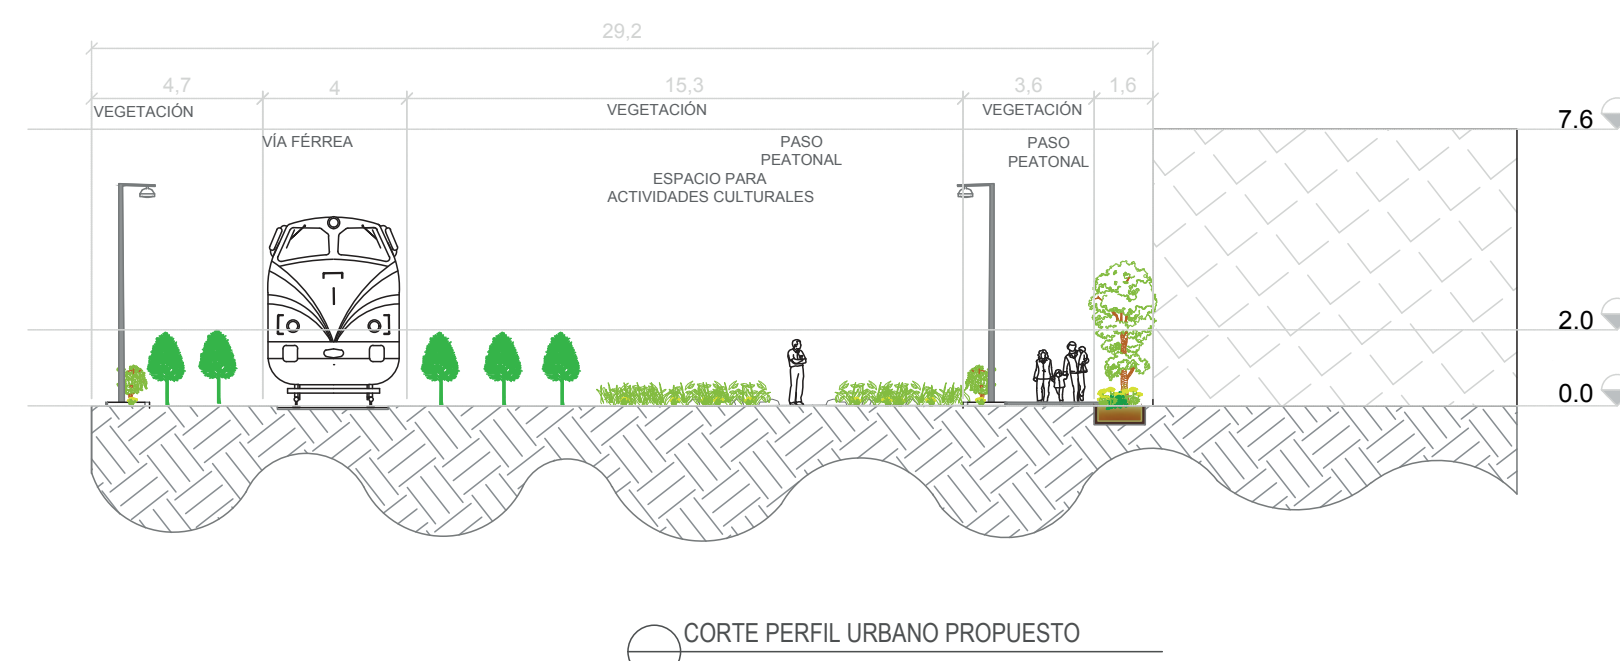 29,2
4,7
4
15,3
3,6
1,6
VEGETACIÓN
VEGETACIÓN
VEGETACIÓN
7.6
VÍA FÉRREA
PASO
PEATONAL
PASO
PEATONAL
ESPACIO PARA
ACTIVIDADES CULTURALES
2.0
0.0
CORTE PERFIL URBANO PROPUESTO